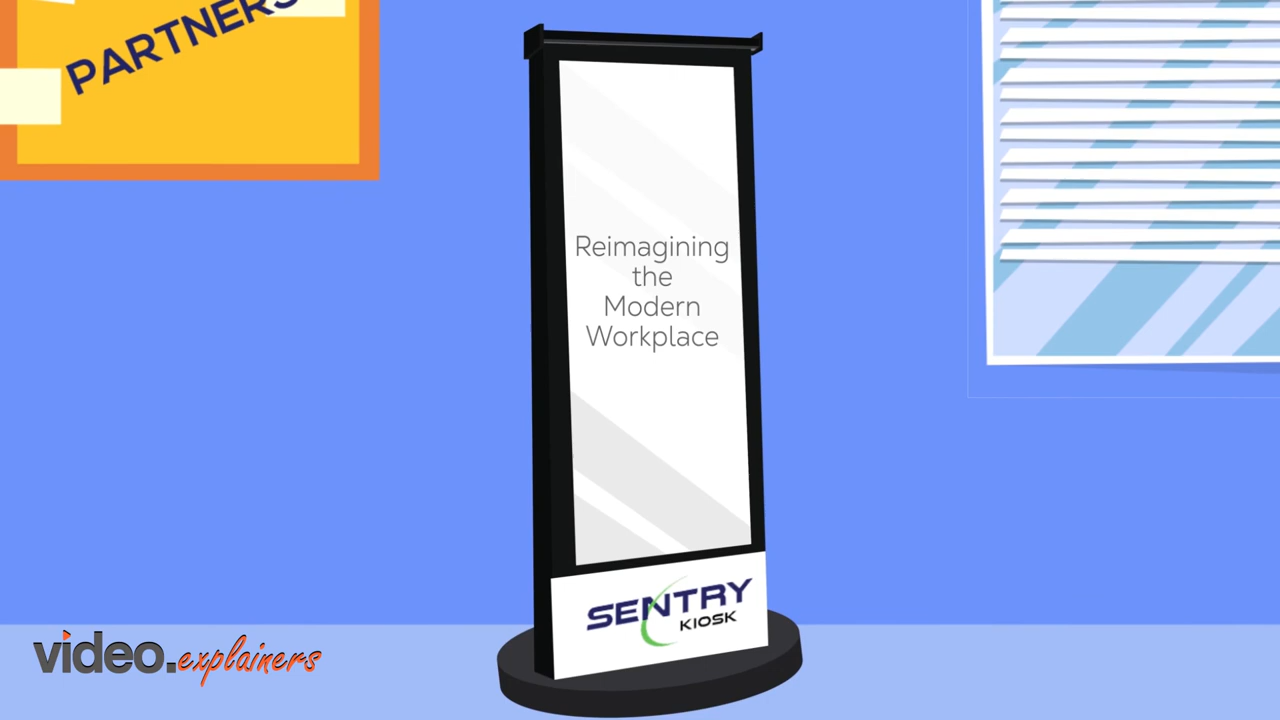 PARTNERS
Reimagining
the
Modern
Workplace
SENTRY
KIOSK
video.explainers